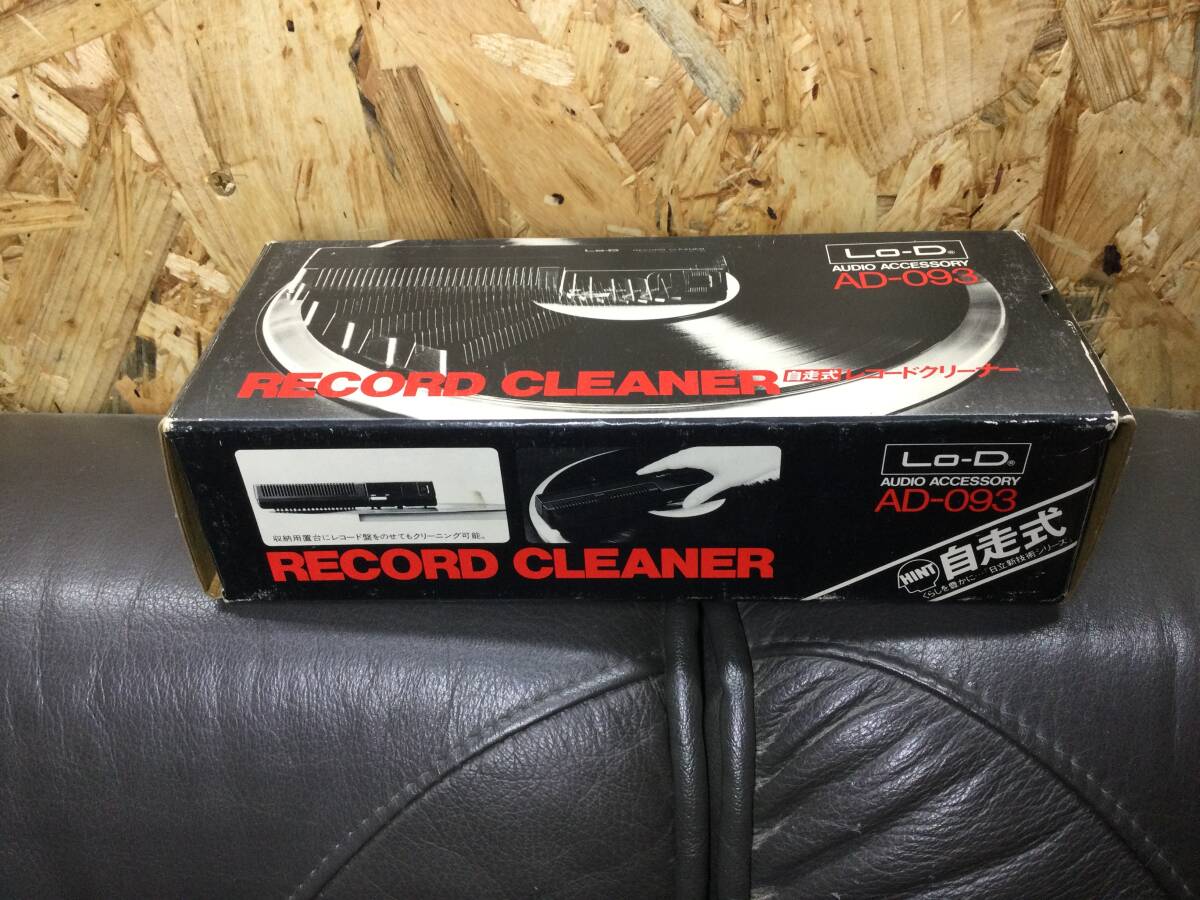 Lo-D RECORD CLEANER
Lo-D®
AUDIO ACCESSORY
AD-093
RECORD CLEANER 自走式 レコードクリーナー
Lo-D®
AUDIO ACCESSORY
AD-093
収納用置台にレコード盤をのせてもクリーニング可能。
RECORD CLEANER
HINT 自走式
くらしを豊かに…「日立新技術シリーズ」